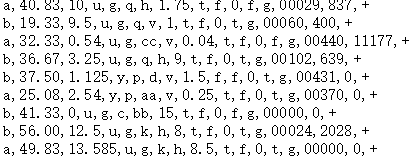 a,40.83,10,u,g,q,h,1.75,t,f,0,f,g,00029,837,+
b,19.33,9.5,u,g,q,v,1,t,f,0,t,g,00060,400,+
a,32.33,0.54,u,g,cc,v,0.04,t,f,0,f,g,00440,11177,+
b,36.67,3.25,u,g,q,h,9,t,f,0,t,g,00102,639,+
b,37.50,1.125,y,p,d,v,1.5,f,f,0,t,g,00431,0,+
a,25.08,2.54,y,p,aa,v,0.25,t,f,0,t,g,00370,0,+
b,41.33,0,u,g,c,bb,15,t,f,0,f,g,00000,0,+
b,56.00,12.5,u,g,k,h,8,t,f,0,t,g,00024,2028,+
a,49.83,13.585,u,g,k,h,8.5,t,f,0,t,g,00000,0,+